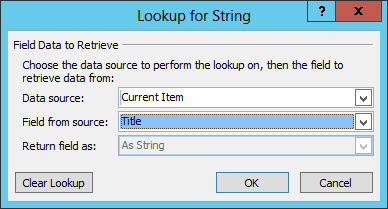 Lookup for String
?
x
Field Data to Retrieve
Choose the data source to perform the lookup on, then the field to
retrieve data from:
Data source: Current Item
Field from source: Title
Return field as: As String
Clear Lookup OK Cancel